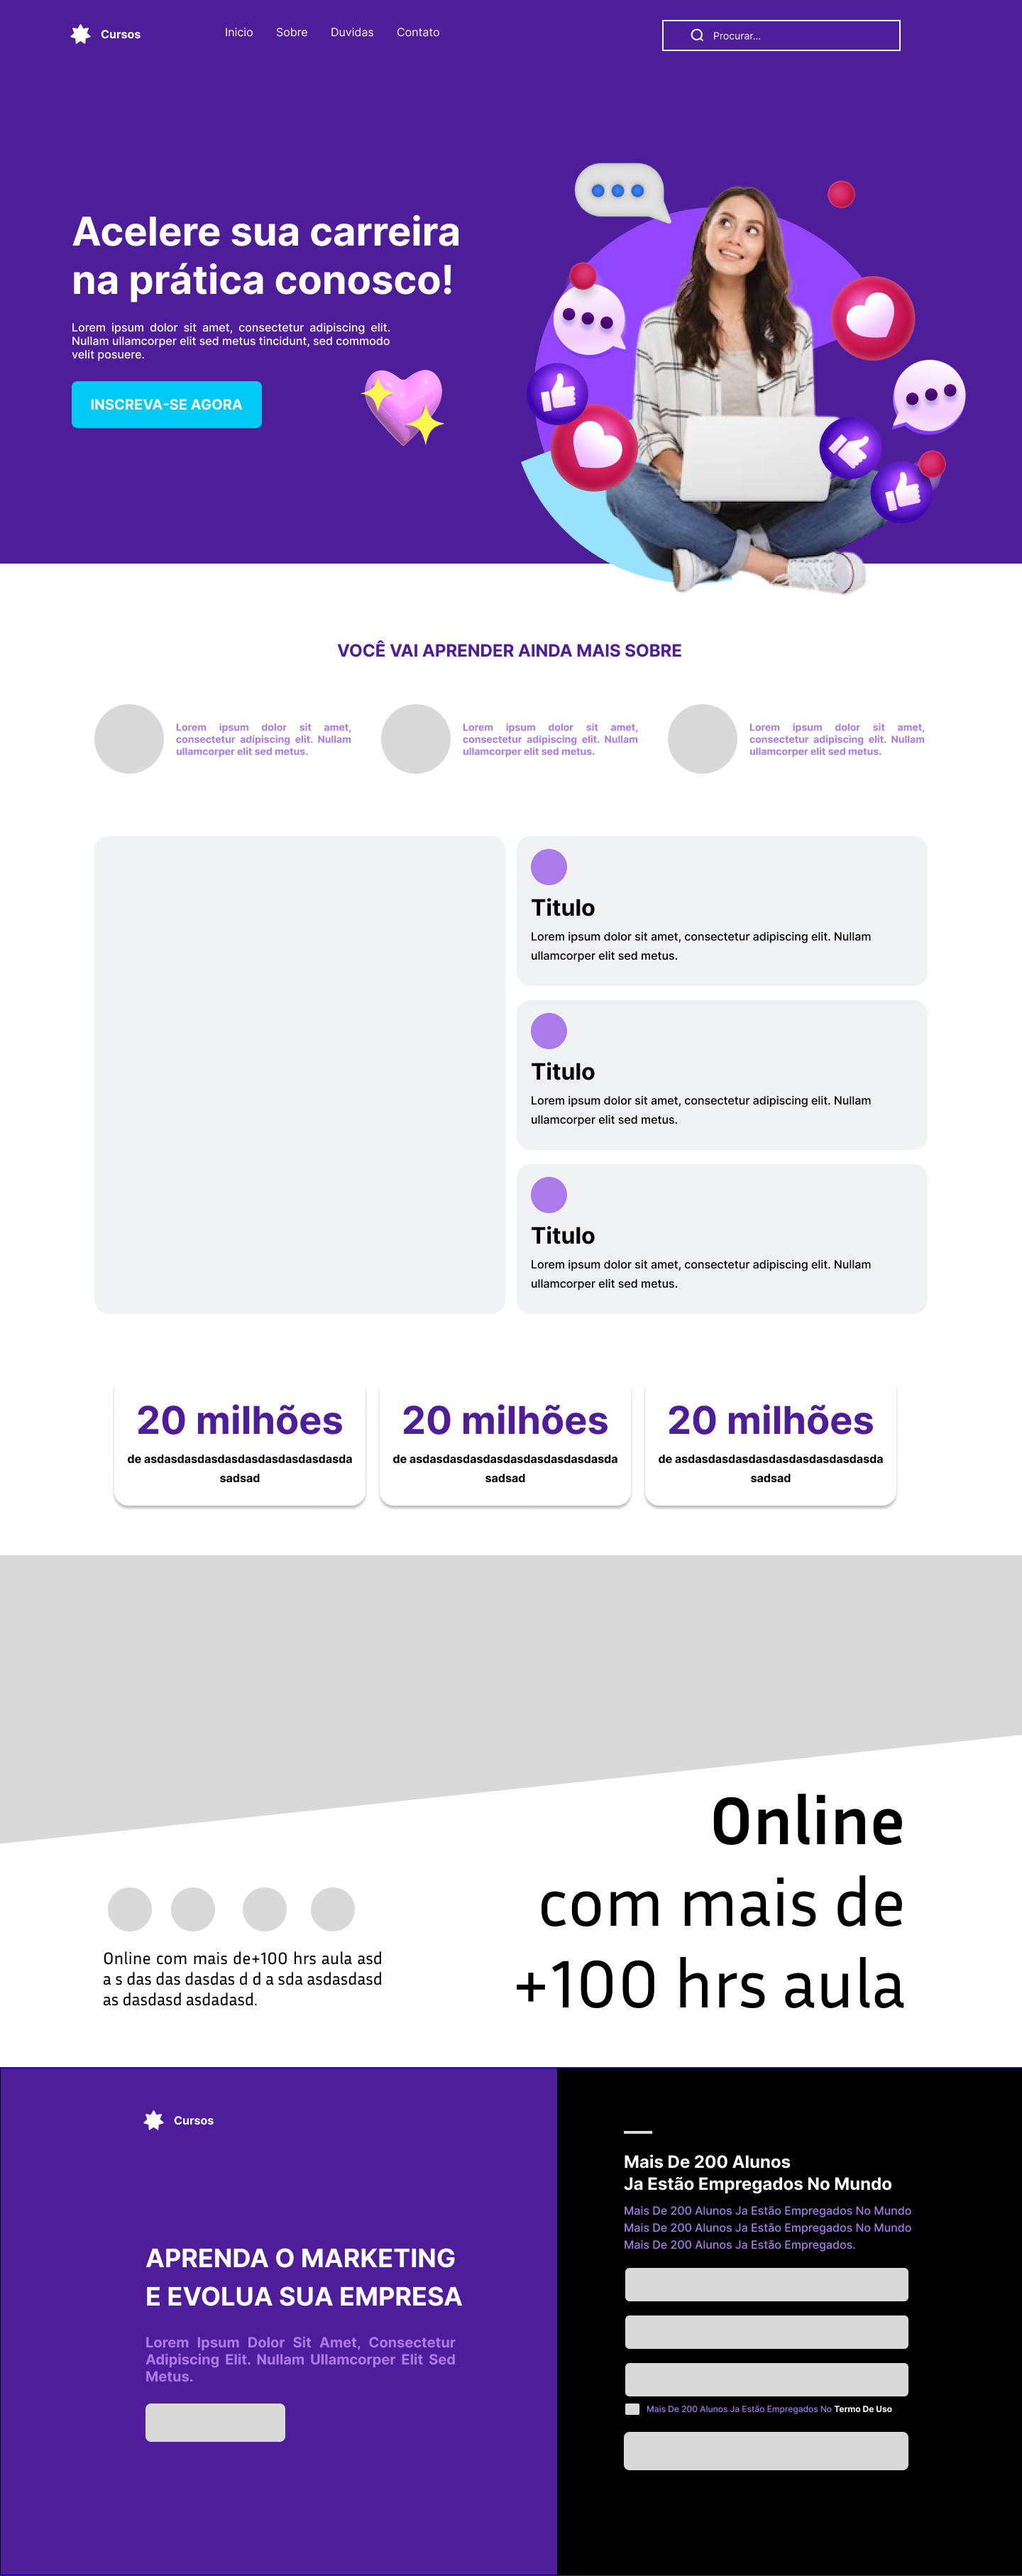 Cursos
Inicio
Sobre
Duvidas
Contato
Procurar...
Acelere sua carreira
na prática conosco!
Lorem ipsum dolor sit amet, consectetur adipiscing elit.
Nullam ullamcorper elit sed metus tincidunt, sed commodo
velit posuere.
INSCREVA-SE AGORA
VOCÊ VAI APRENDER AINDA MAIS SOBRE
Lorem ipsum dolor sit amet,
consectetur adipiscing elit. Nullam
ullamcorper elit sed metus.
Lorem ipsum dolor sit amet,
consectetur adipiscing elit. Nullam
ullamcorper elit sed metus.
Lorem ipsum dolor sit amet,
consectetur adipiscing elit. Nullam
ullamcorper elit sed metus.
Titulo
Lorem ipsum dolor sit amet, consectetur adipiscing elit. Nullam
ullamcorper elit sed metus.
Titulo
Lorem ipsum dolor sit amet, consectetur adipiscing elit. Nullam
ullamcorper elit sed metus.
Titulo
Lorem ipsum dolor sit amet, consectetur adipiscing elit. Nullam
ullamcorper elit sed metus.
20 milhões
de asdasdasdasdasdasdasdasdasdasda
sadsad
20 milhões
de asdasdasdasdasdasdasdasdasdasda
sadsad
20 milhões
de asdasdasdasdasdasdasdasdasdasda
sadsad
Online
com mais de
+100 hrs aula
Online com mais de+100 hrs aula asd
a s das das dasdas d d a sda asdasdasd
as dasdasd asdadasd.
Cursos
APRENDA O MARKETING
E EVOLUA SUA EMPRESA
Lorem Ipsum Dolor Sit Amet, Consectetur
Adipiscing Elit. Nullam Ullamcorper Elit Sed
Metus.
Mais De 200 Alunos
Ja Estão Empregados No Mundo
Mais De 200 Alunos Ja Estão Empregados No Mundo
Mais De 200 Alunos Ja Estão Empregados No Mundo
Mais De 200 Alunos Ja Estão Empregados.
Mais De 200 Alunos Ja Estão Empregados No Termo De Uso